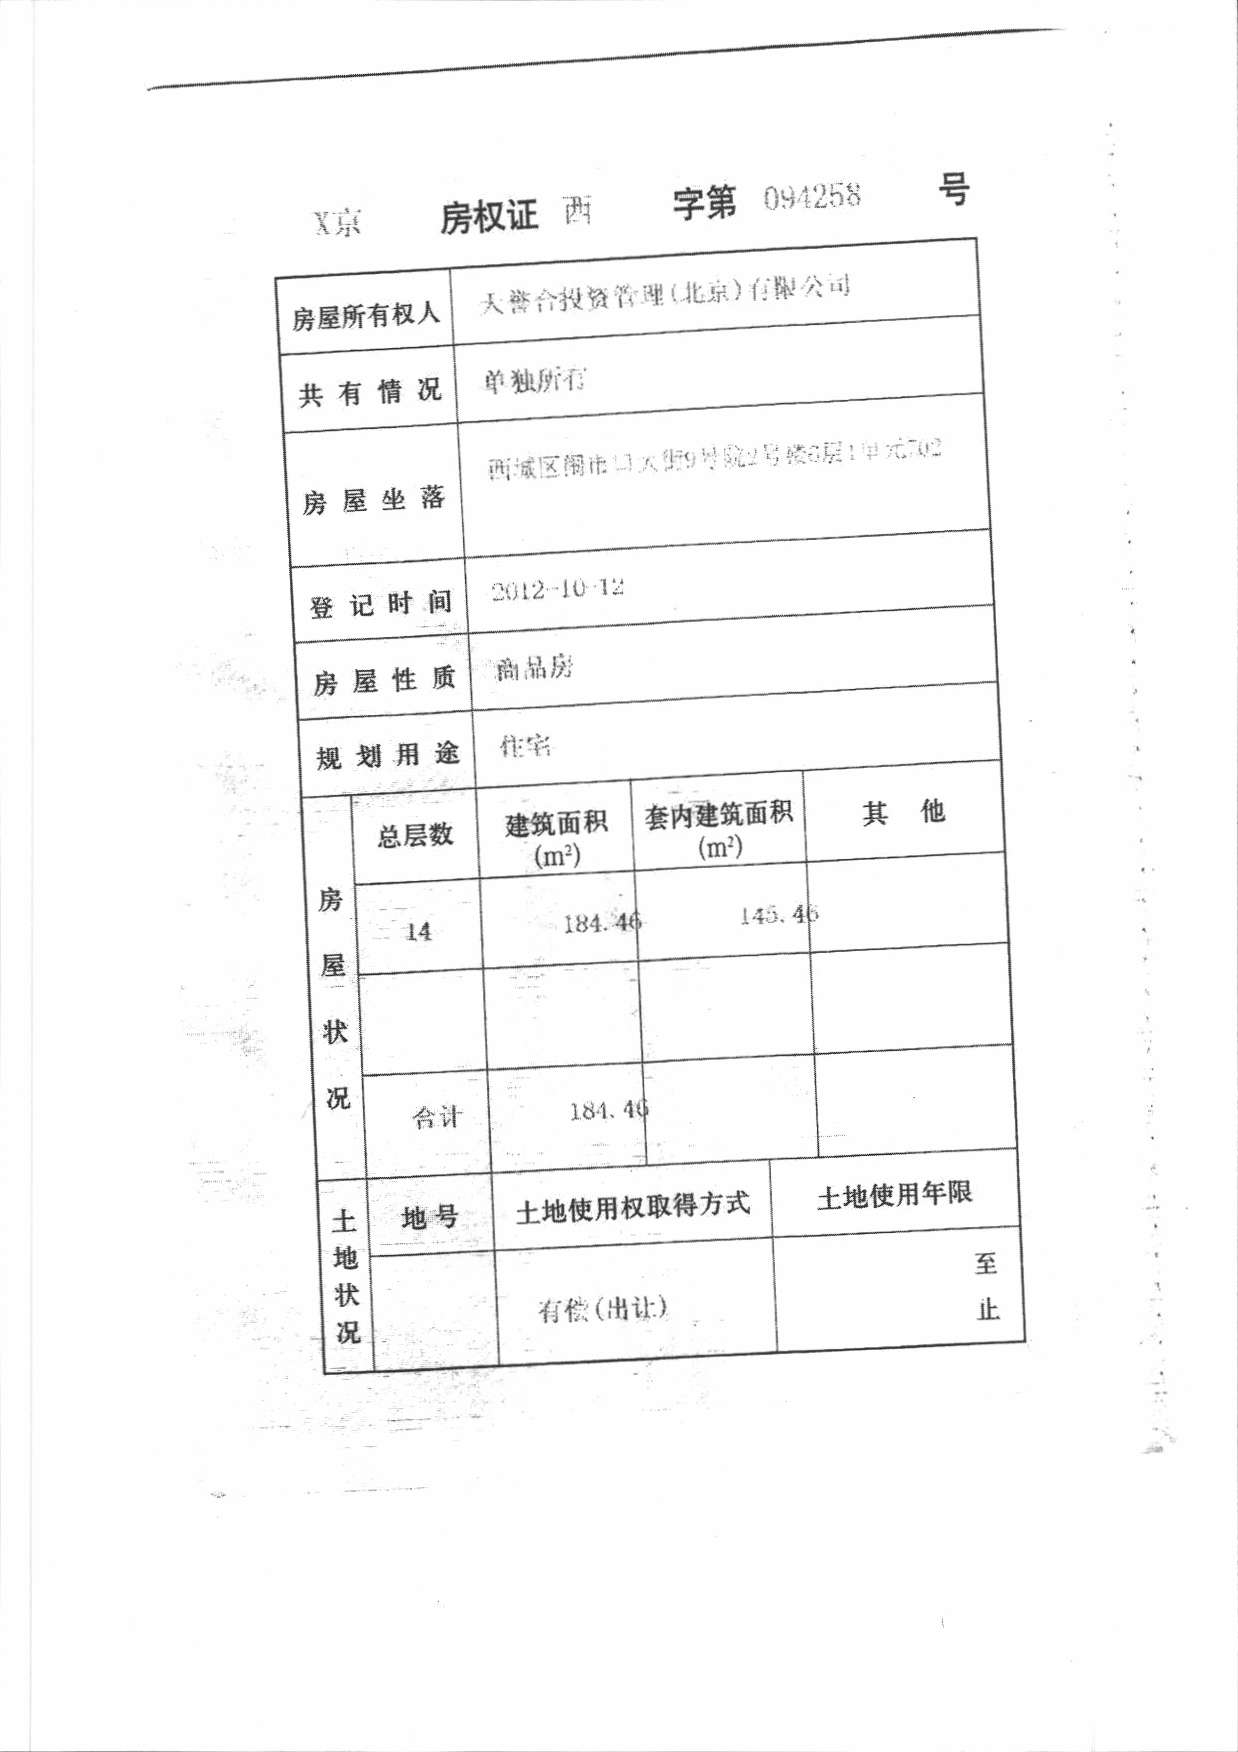 X京 房权证 西 字第 094258 号
房屋所有权人 天誉合投资管理(北京)有限公司
共有情况 单独所有
房屋坐落 西城区闹市口大街9号院2号楼6层1单元702
登记时间 2012-10-12
房屋性质 商品房
规划用途 住宅
房屋状况
总层数 建筑面积(m²) 套内建筑面积(m²) 其他
14 184.46 145.46
合计 184.46
土地状况
地号 土地使用权取得方式 土地使用年限
有偿(出让) 至
止